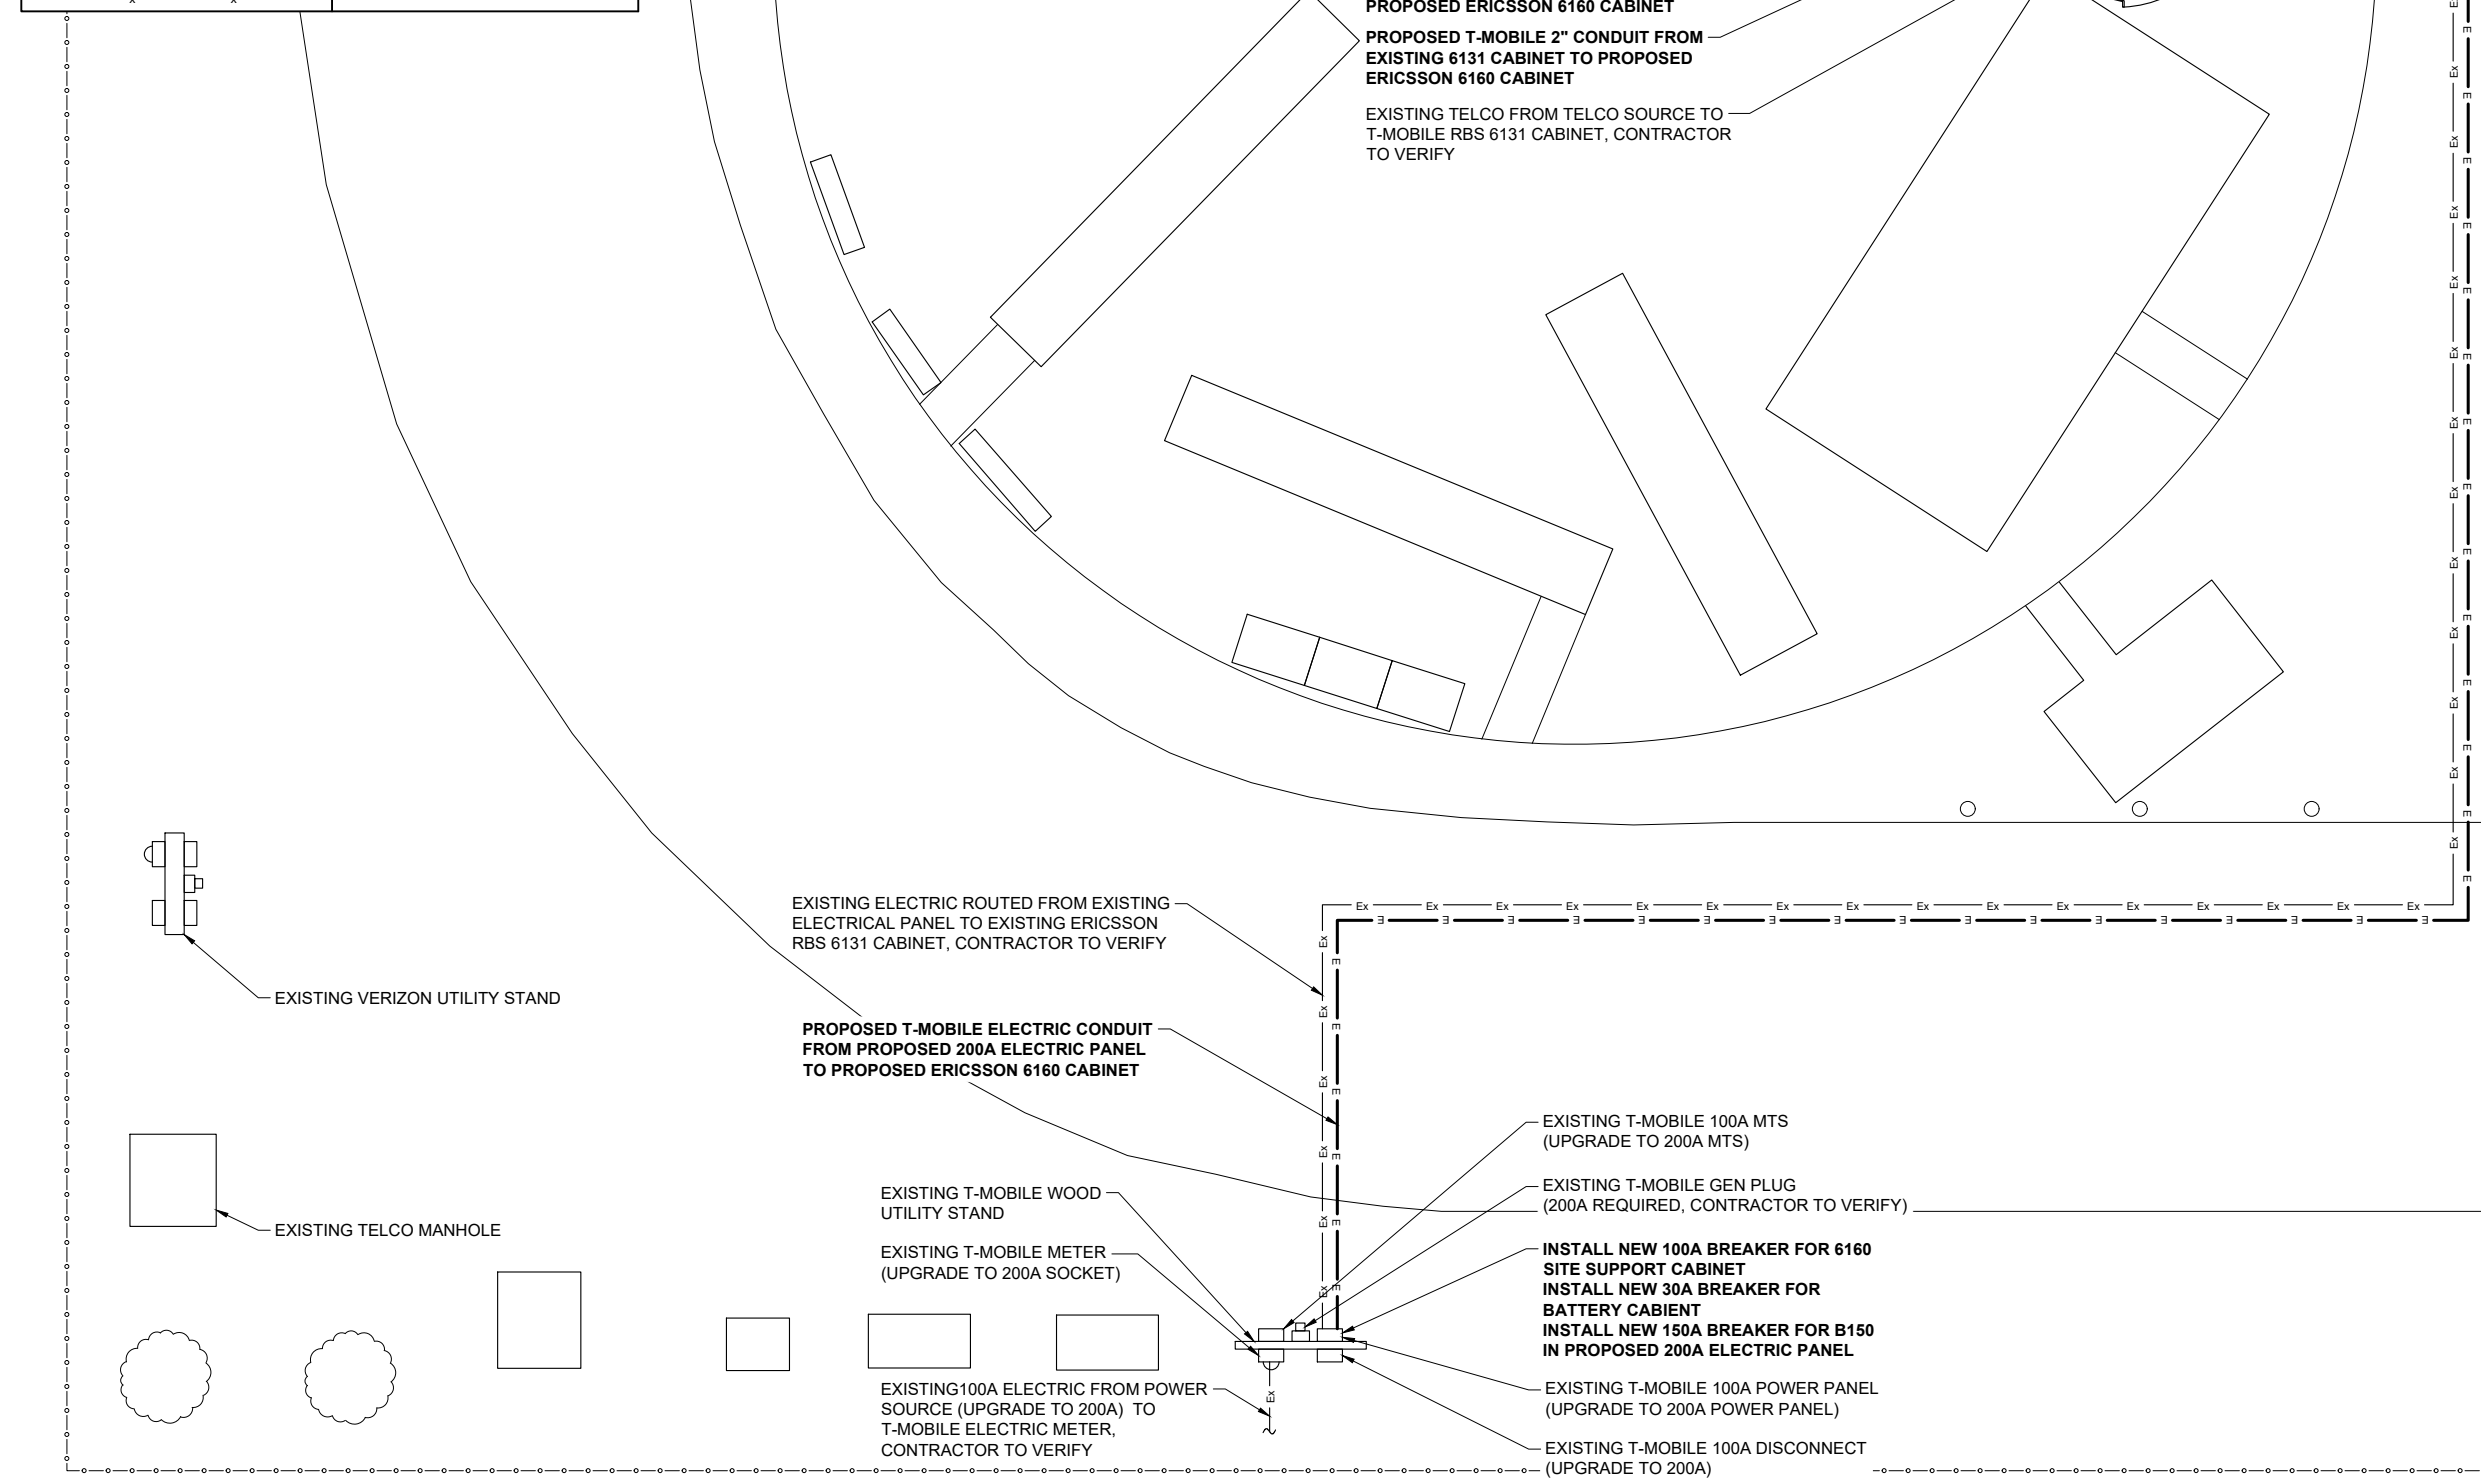 PROPOSED ERICSSON 6160 CABINET
PROPOSED T-MOBILE 2" CONDUIT FROM
EXISTING 6131 CABINET TO PROPOSED
ERICSSON 6160 CABINET
EXISTING TELCO FROM TELCO SOURCE TO
T-MOBILE RBS 6131 CABINET, CONTRACTOR
TO VERIFY
EXISTING ELECTRIC ROUTED FROM EXISTING
ELECTRICAL PANEL TO EXISTING ERICSSON
RBS 6131 CABINET, CONTRACTOR TO VERIFY
EXISTING VERIZON UTILITY STAND
PROPOSED T-MOBILE ELECTRIC CONDUIT
FROM PROPOSED 200A ELECTRIC PANEL
TO PROPOSED ERICSSON 6160 CABINET
EXISTING T-MOBILE 100A MTS
(UPGRADE TO 200A MTS)
EXISTING T-MOBILE GEN PLUG
(200A REQUIRED, CONTRACTOR TO VERIFY)
EXISTING T-MOBILE WOOD
UTILITY STAND
EXISTING TELCO MANHOLE
EXISTING T-MOBILE METER
(UPGRADE TO 200A SOCKET)
INSTALL NEW 100A BREAKER FOR 6160
SITE SUPPORT CABINET
INSTALL NEW 30A BREAKER FOR
BATTERY CABIENT
INSTALL NEW 150A BREAKER FOR B150
IN PROPOSED 200A ELECTRIC PANEL
EXISTING100A ELECTRIC FROM POWER
SOURCE (UPGRADE TO 200A) TO
T-MOBILE ELECTRIC METER,
CONTRACTOR TO VERIFY
EXISTING T-MOBILE 100A POWER PANEL
(UPGRADE TO 200A POWER PANEL)
EXISTING T-MOBILE 100A DISCONNECT
(UPGRADE TO 200A)